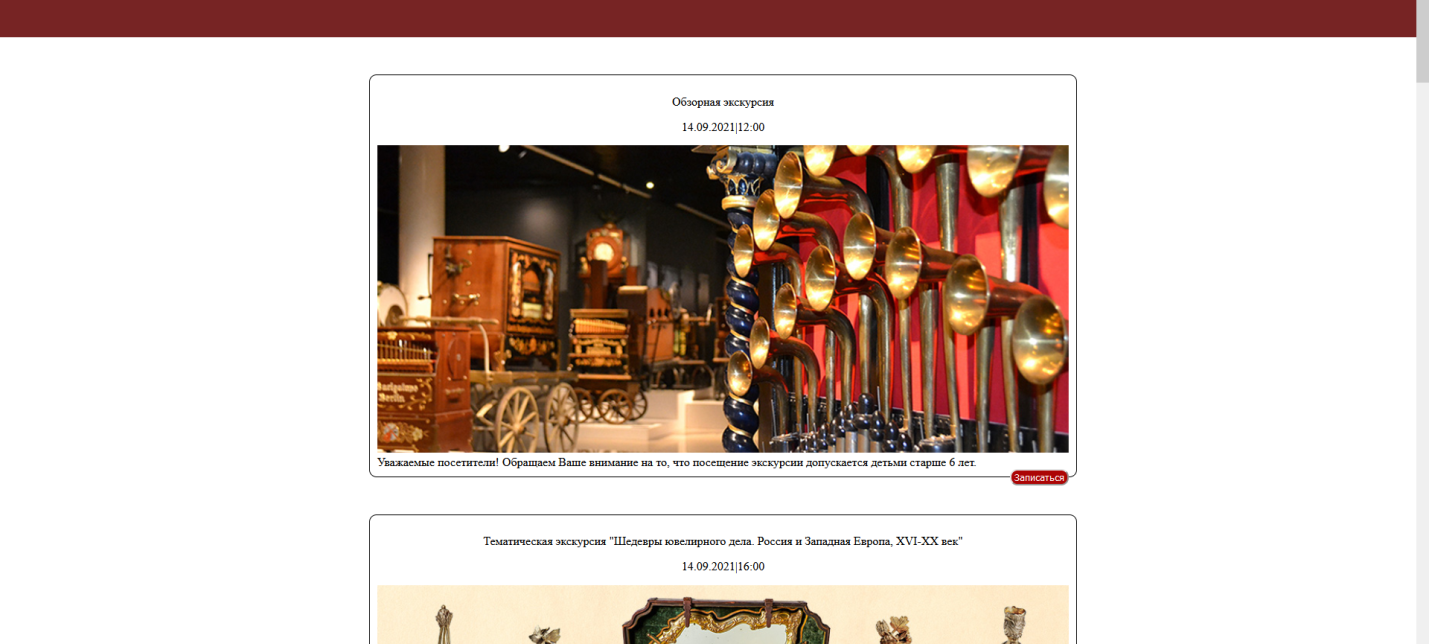 Обзорная экскурсия
14.09.2021|12:00
Berlin
Уважаемые посетители! Обращаем Ваше внимание на то, что посещение экскурсии допускается детьми старше 6 лет.
Записаться
Тематическая экскурсия "Шедевры ювелирного дела. Россия и Западная Европа, XVI-XX век"
14.09.2021|16:00